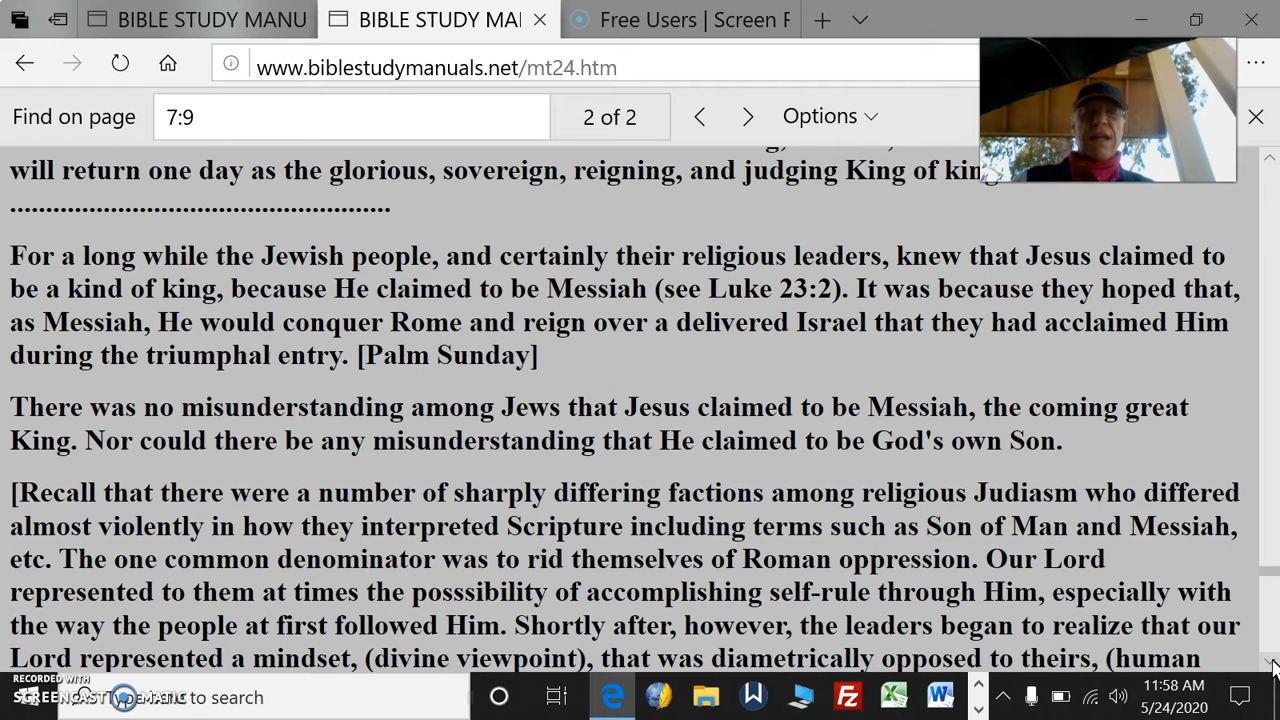 BIBLE STUDY MANU
BIBLE STUDY MAI
Free Users | Screen F
www.biblestudymanuals.net/mt24.htm
Find on page
7:9
2 of 2
Options
will return one day as the glorious, sovereign, reigning, and judging King of king
......................................................
For a long while the Jewish people, and certainly their religious leaders, knew that Jesus claimed to
be a kind of king, because He claimed to be Messiah (see Luke 23:2). It was because they hoped that,
as Messiah, He would conquer Rome and reign over a delivered Israel that they had acclaimed Him
during the triumphal entry. [Palm Sunday]
There was no misunderstanding among Jews that Jesus claimed to be Messiah, the coming great
King. Nor could there be any misunderstanding that He claimed to be God's own Son.
[Recall that there were a number of sharply differing factions among religious Judiasm who differed
almost violently in how they interpreted Scripture including terms such as Son of Man and Messiah,
etc. The one common denominator was to rid themselves of Roman oppression. Our Lord
represented to them at times the posssibility of accomplishing self-rule through Him, especially with
the way the people at first followed Him. Shortly after, however, the leaders began to realize that our
Lord represented a mindset, (divine viewpoint), that was diametrically opposed to theirs, (human
RECORDED WITH
SCREENCAST MATIC
Type here to search
11:58 AM
5/24/2020